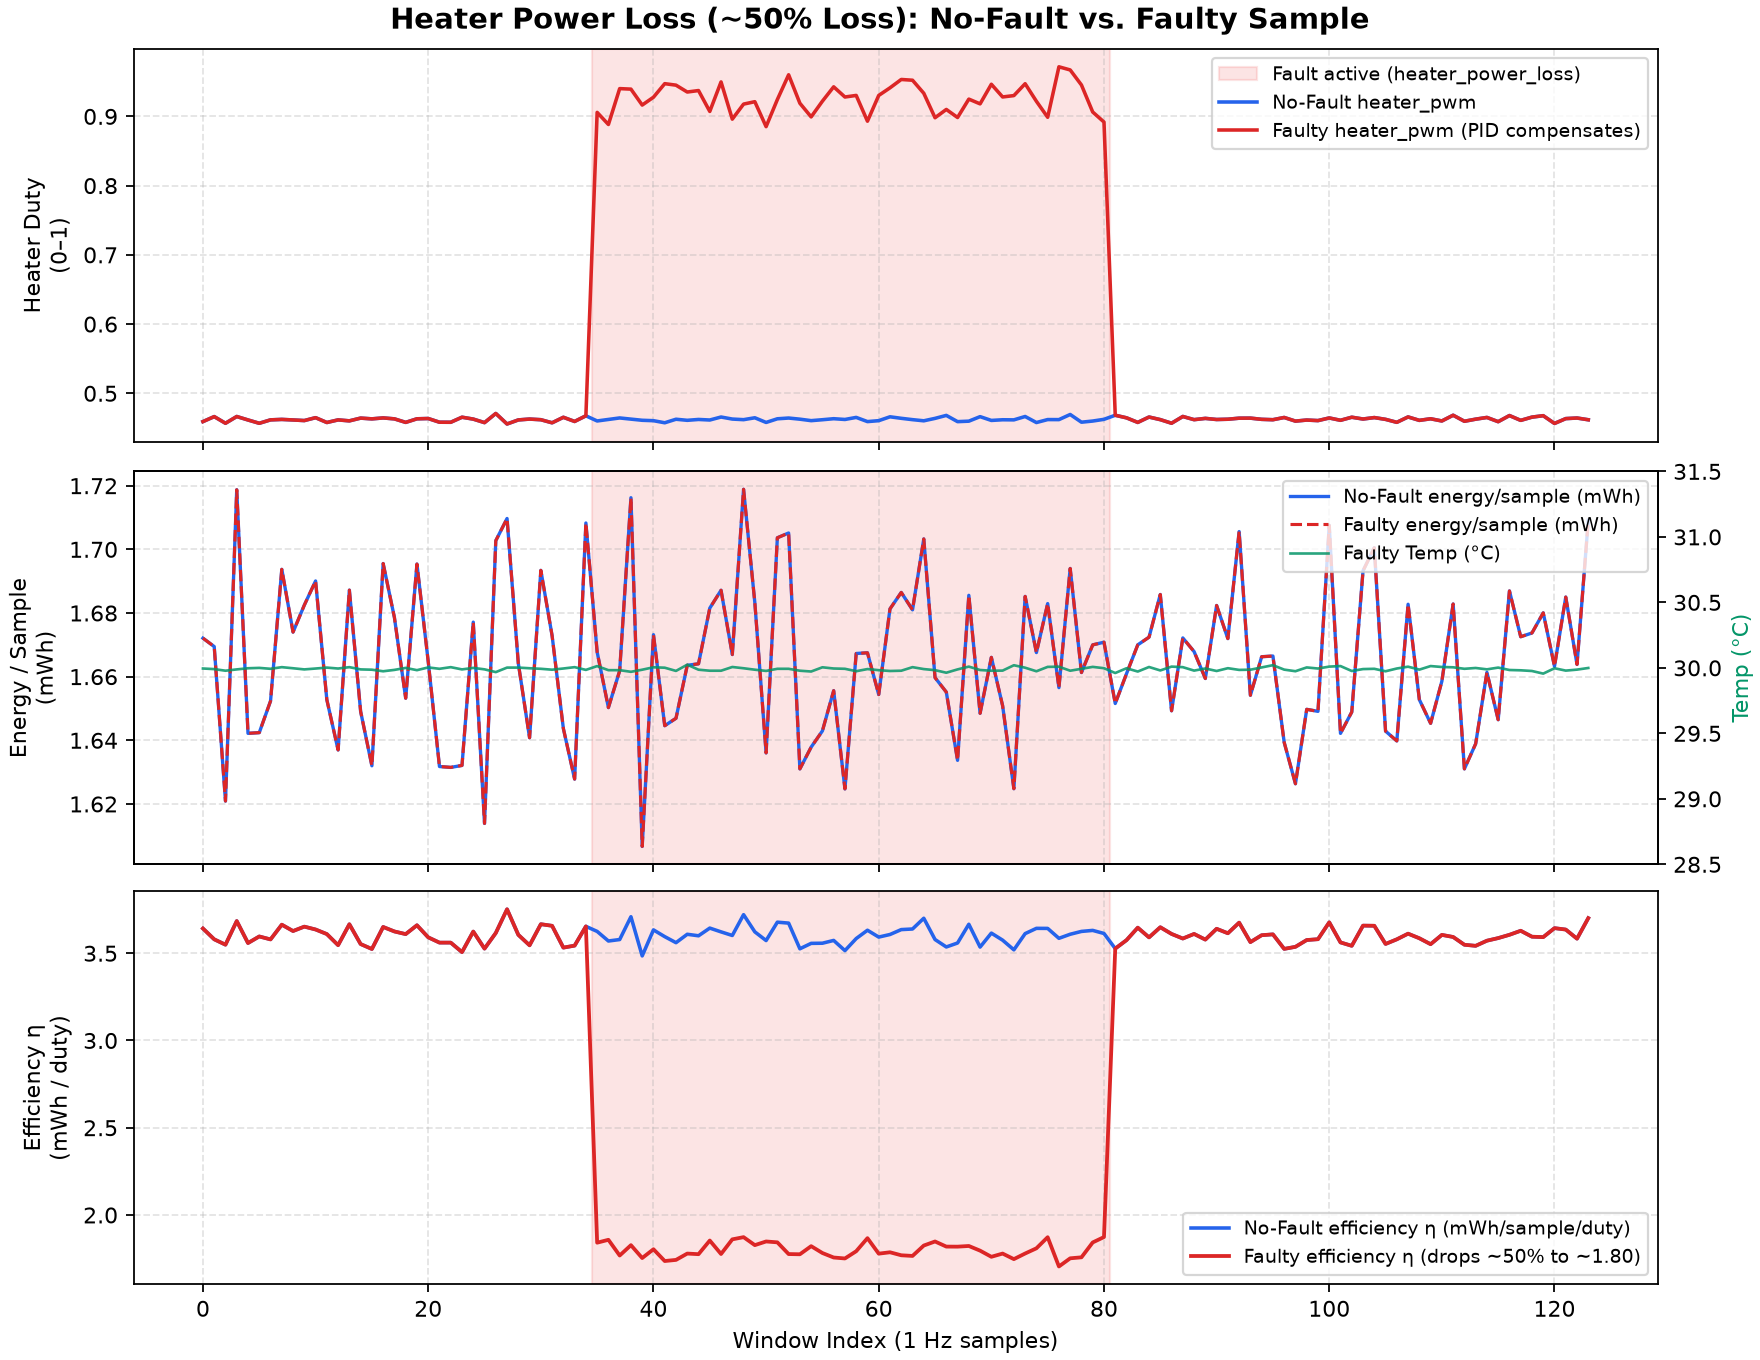 Heater Power Loss (~50% Loss): No-Fault vs. Faulty Sample
Heater Duty
(0–1)
0.9
0.8
0.7
0.6
0.5
Fault active (heater_power_loss)
No-Fault heater_pwm
Faulty heater_pwm (PID compensates)
Energy / Sample
(mWh)
1.72
1.70
1.68
1.66
1.64
1.62
No-Fault energy/sample (mWh)
Faulty energy/sample (mWh)
Faulty Temp (°C)
31.5
31.0
30.5
30.0
29.5
29.0
28.5
Temp (°C)
Efficiency η
(mWh / duty)
3.5
3.0
2.5
2.0
No-Fault efficiency η (mWh/sample/duty)
Faulty efficiency η (drops ~50% to ~1.80)
0 20 40 60 80 100 120
Window Index (1 Hz samples)